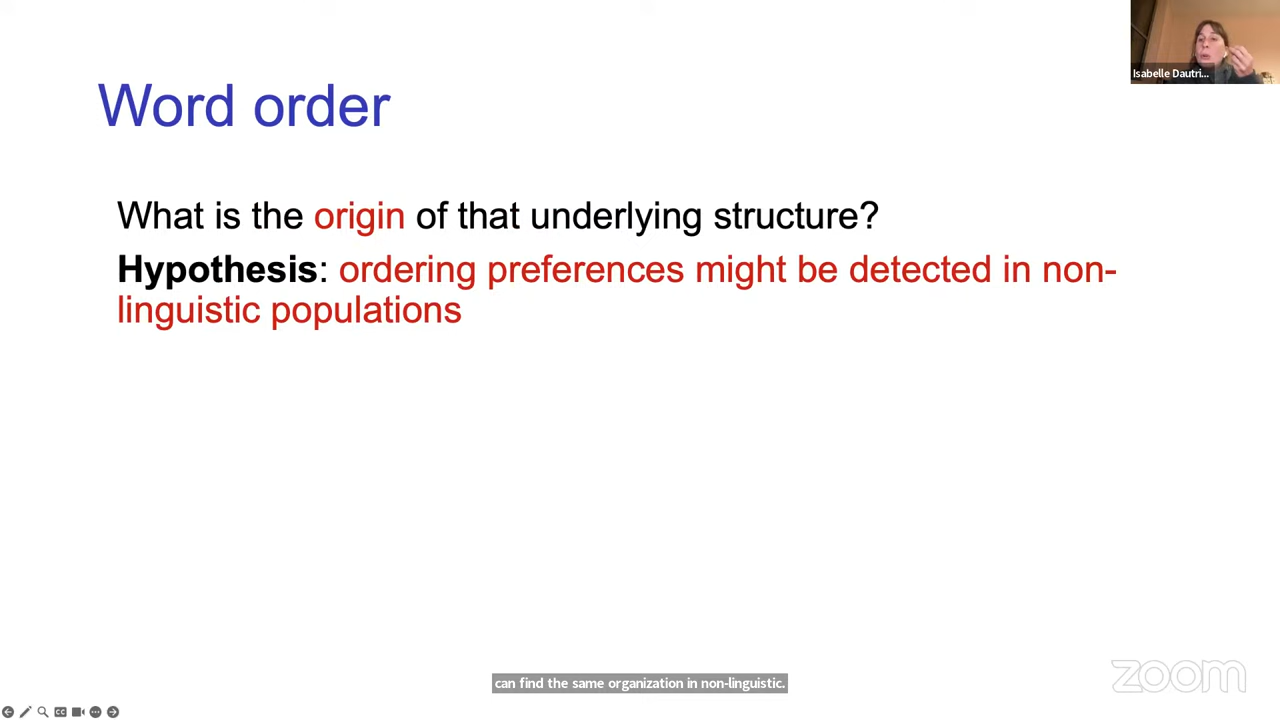 Isabelle Dautri...
Word order
What is the origin of that underlying structure?
Hypothesis: ordering preferences might be detected in non-
linguistic populations
can find the same organization in non-linguistic.
CC
zoom